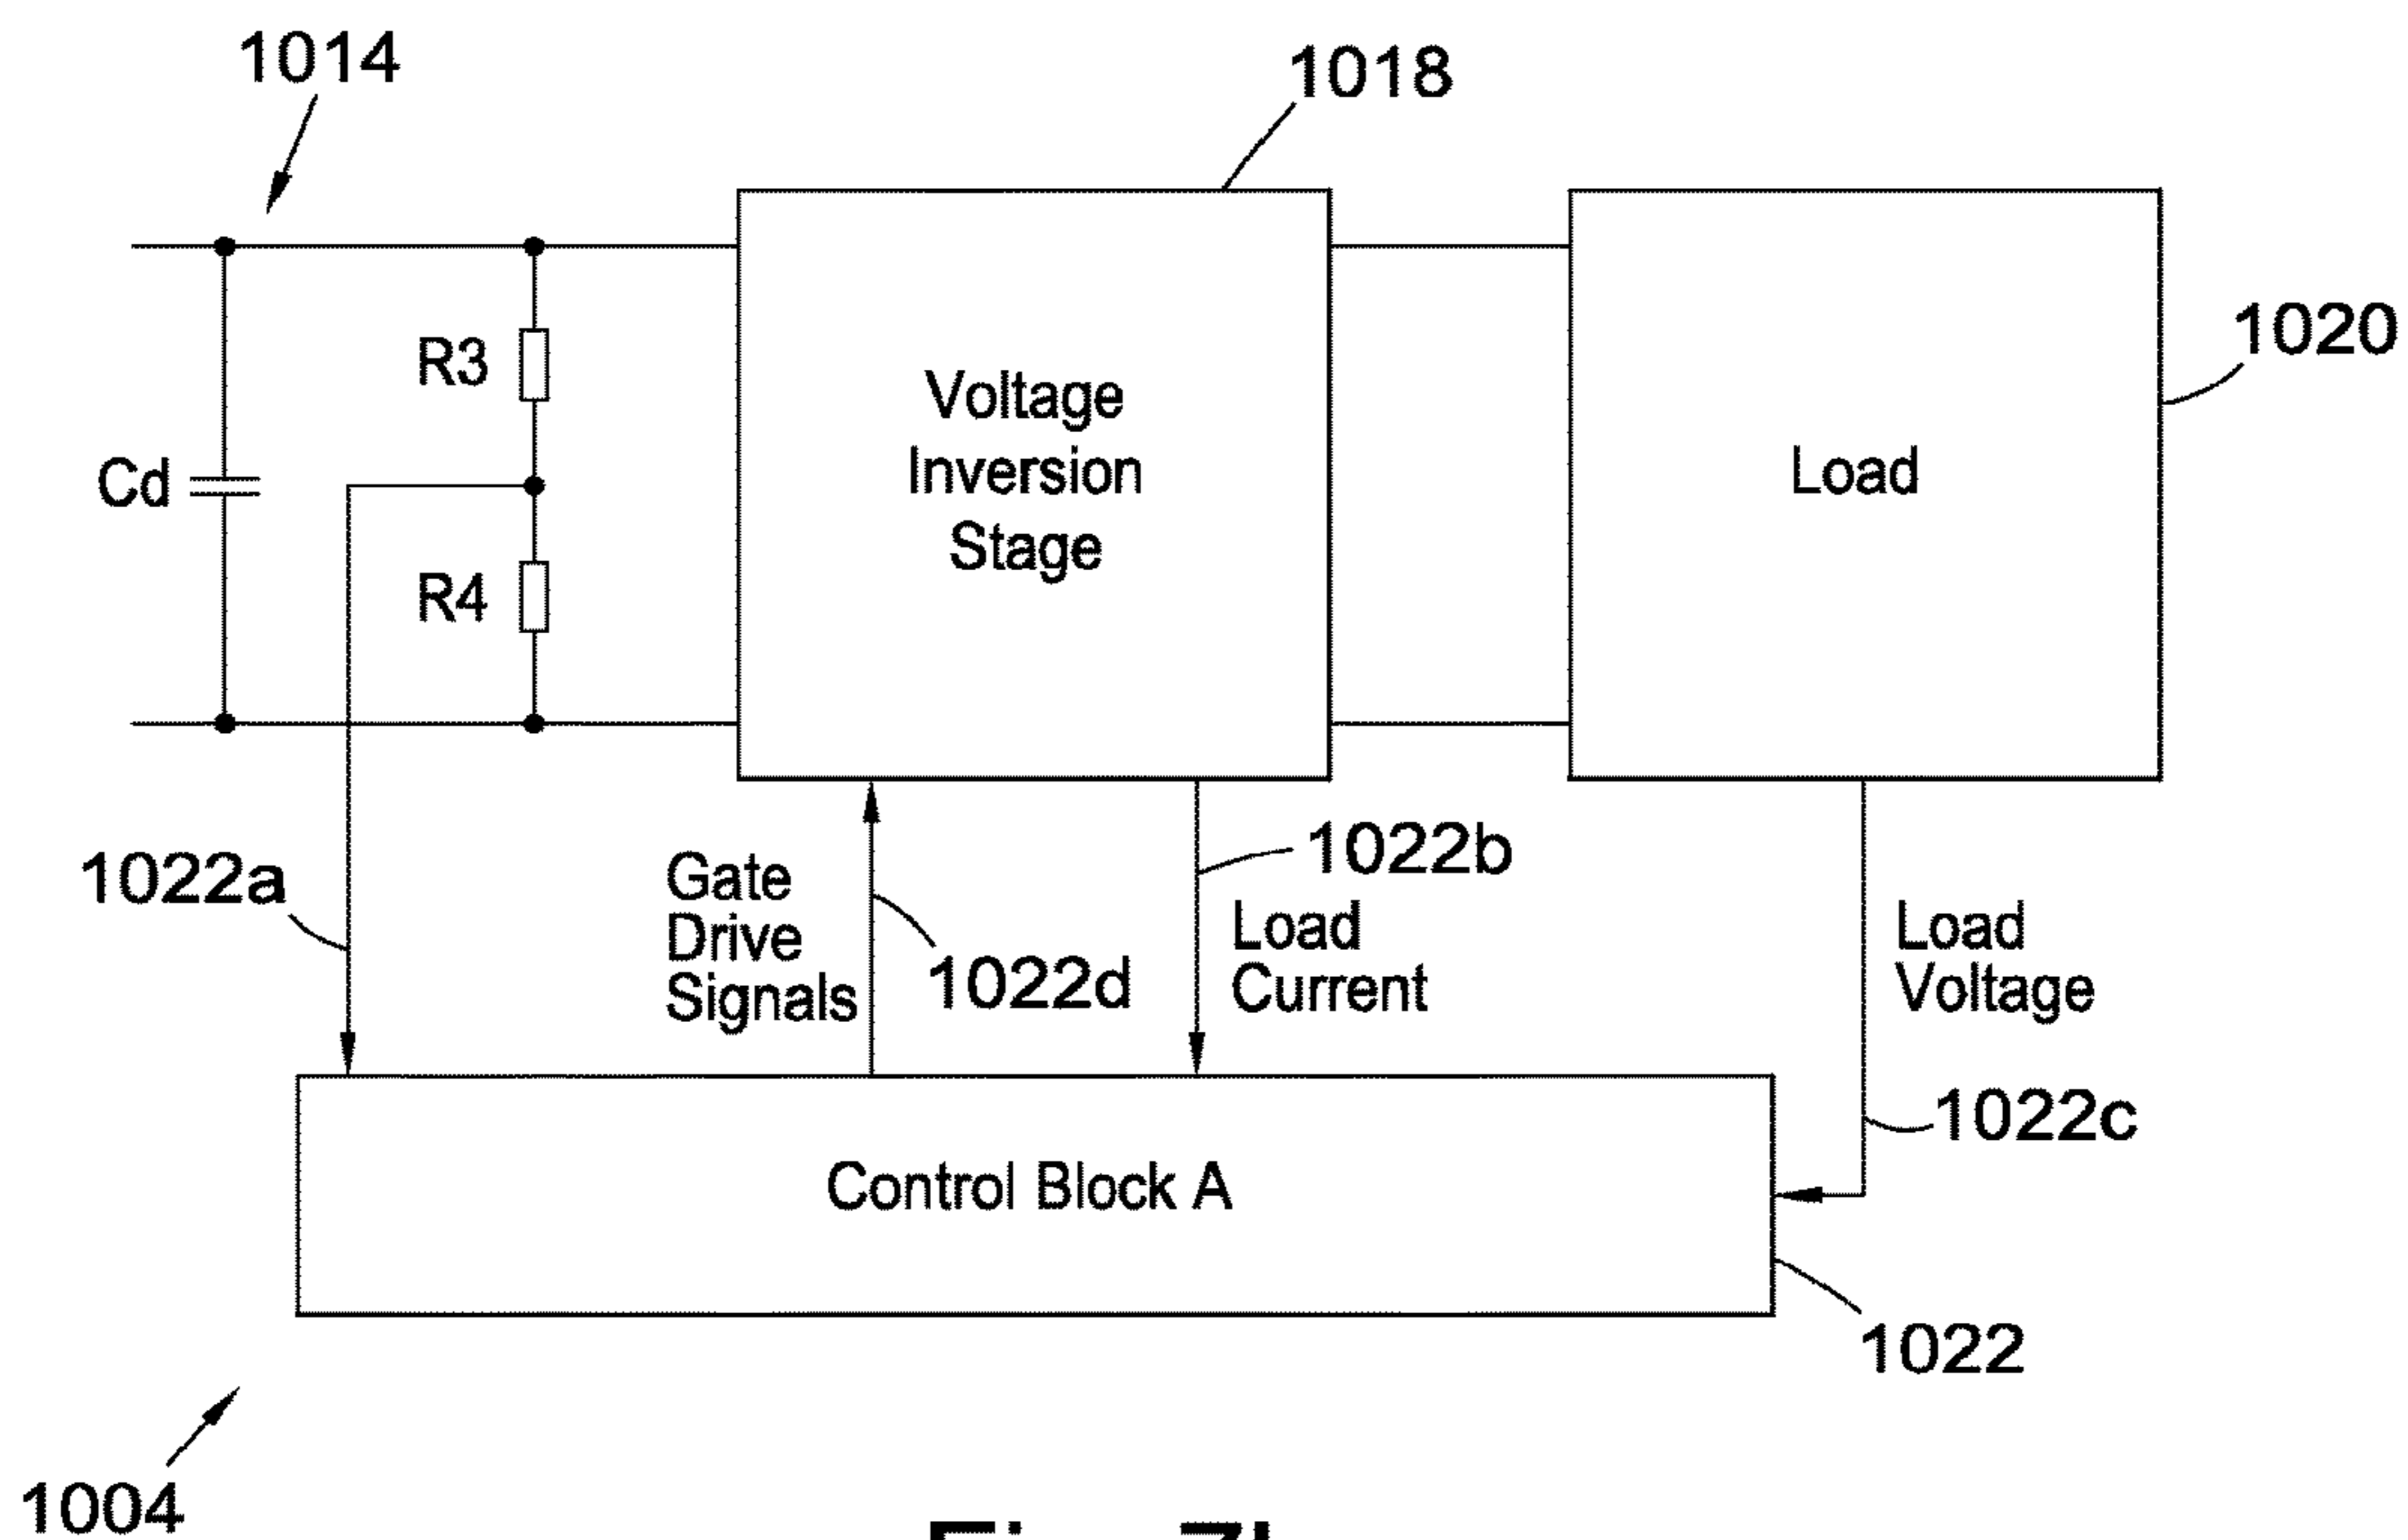 1014
1018
1020
R3
Cd
R4
Voltage
Inversion
Stage
Load
1022a
Gate
Drive
Signals
1022d
1022b
Load
Current
Load
Voltage
1022c
Control Block A
1022
1004